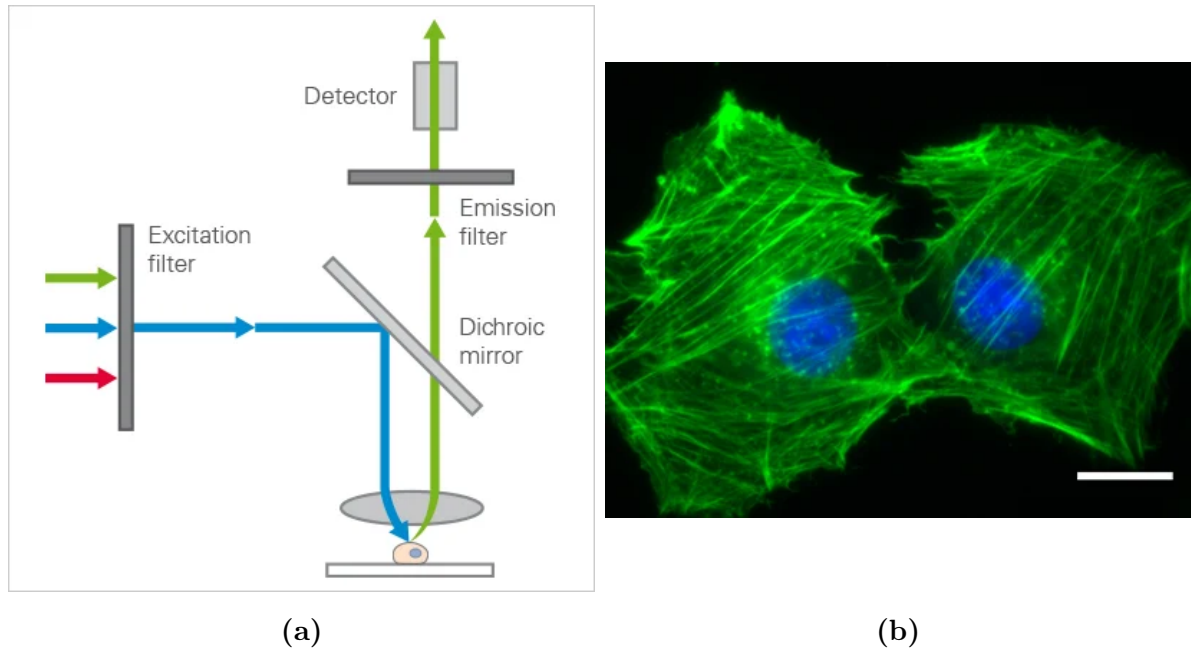 Detector
Emission
filter
Excitation
filter
Dichroic
mirror
(a)
(b)